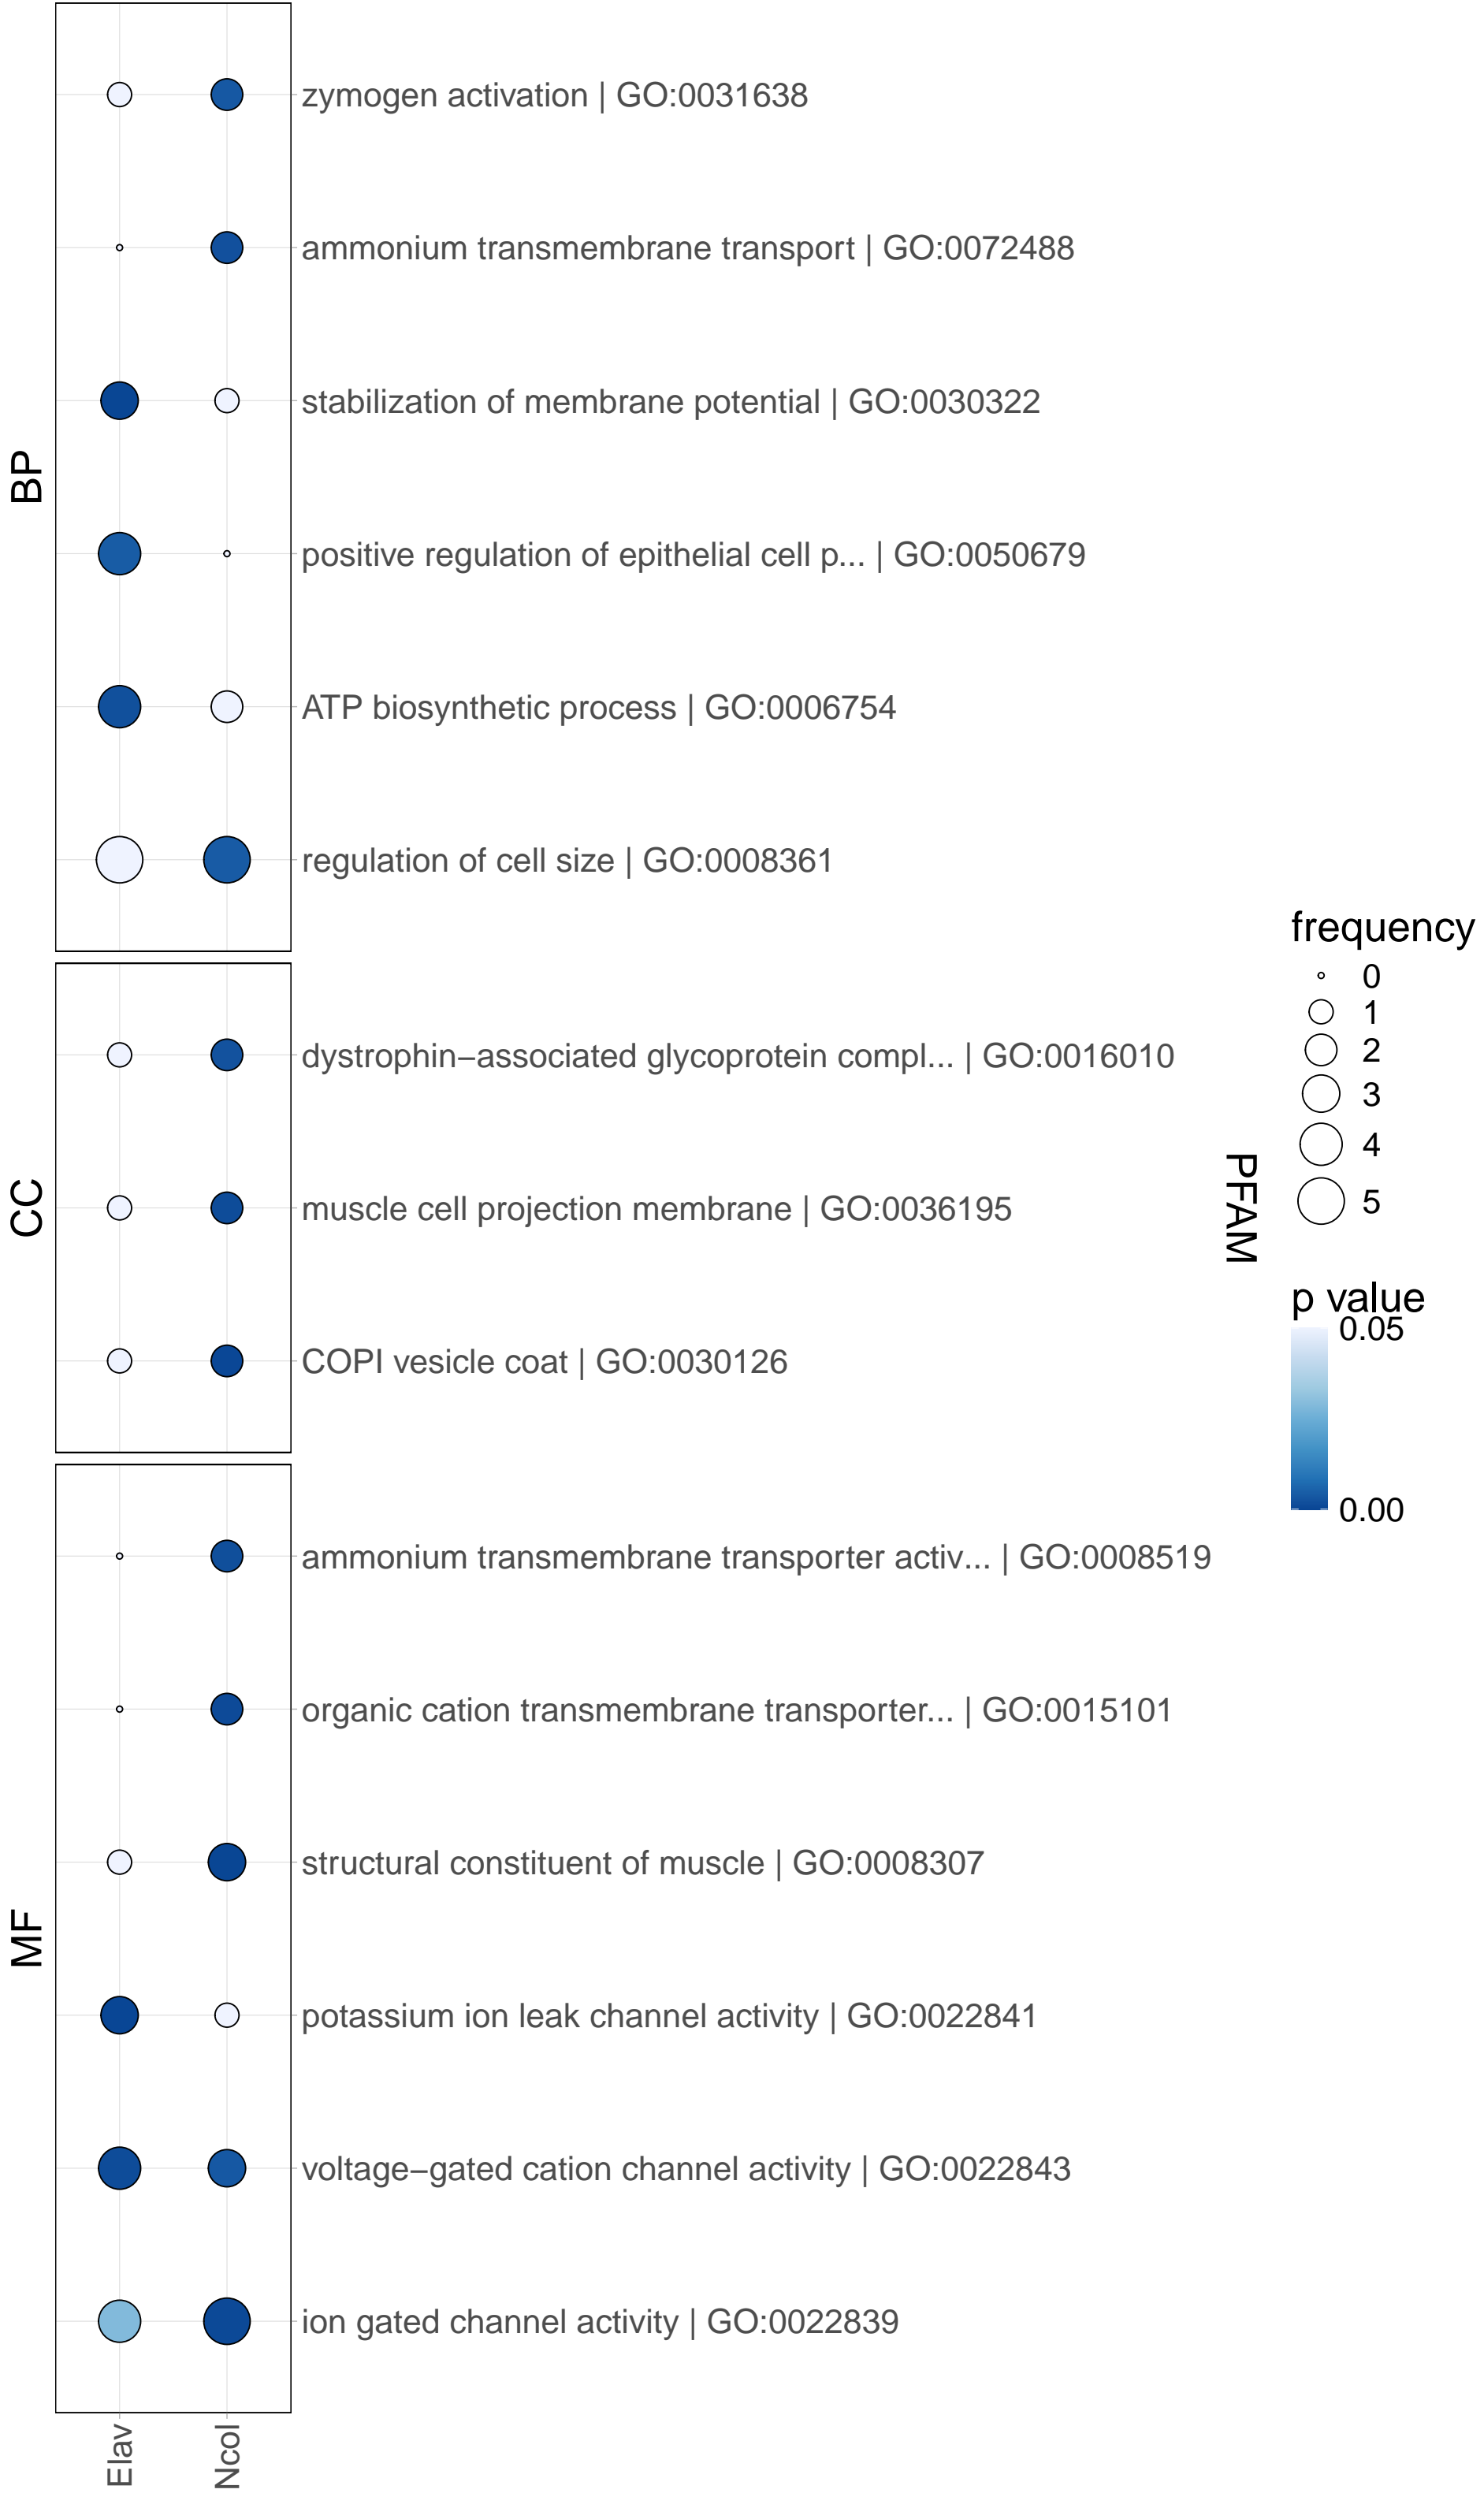 BP
zymogen activation | GO:0031638
ammonium transmembrane transport | GO:0072488
stabilization of membrane potential | GO:0030322
positive regulation of epithelial cell p... | GO:0050679
ATP biosynthetic process | GO:0006754
regulation of cell size | GO:0008361
CC
dystrophin−associated glycoprotein compl... | GO:0016010
muscle cell projection membrane | GO:0036195
COPI vesicle coat | GO:0030126
MF
ammonium transmembrane transporter activ... | GO:0008519
organic cation transmembrane transporter... | GO:0015101
structural constituent of muscle | GO:0008307
potassium ion leak channel activity | GO:0022841
voltage−gated cation channel activity | GO:0022843
ion gated channel activity | GO:0022839
Elav
Ncol
PFAM
frequency
0
1
2
3
4
5
p value
0.05
0.00